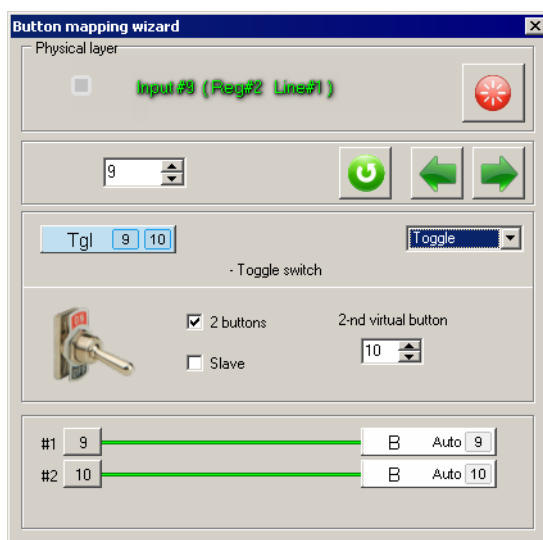 Button mapping wizard
Physical layer
Input#9 (Reg#2 Line#1)
9
Tgl 9 10
Toggle
- Toggle switch
2 buttons
2-nd virtual button
10
Slave
#1 9 B Auto 9
#2 10 B Auto 10